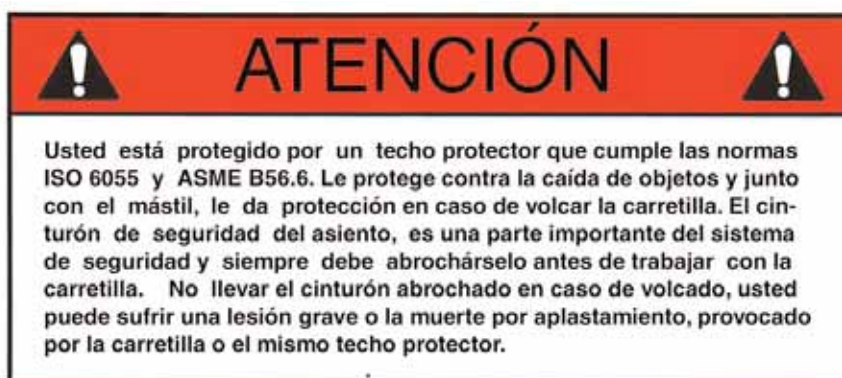 ATENCIÓN
Usted está protegido por un techo protector que cumple las normas
ISO 6055 y ASME B56.6. Le protege contra la caída de objetos y junto
con el mástil, le da protección en caso de volcar la carretilla. El cin-
turón de seguridad del asiento, es una parte importante del sistema
de seguridad y siempre debe abrochárselo antes de trabajar con la
carretilla. No llevar el cinturón abrochado en caso de volcado, usted
puede sufrir una lesión grave o la muerte por aplastamiento, provocado
por la carretilla o el mismo techo protector.